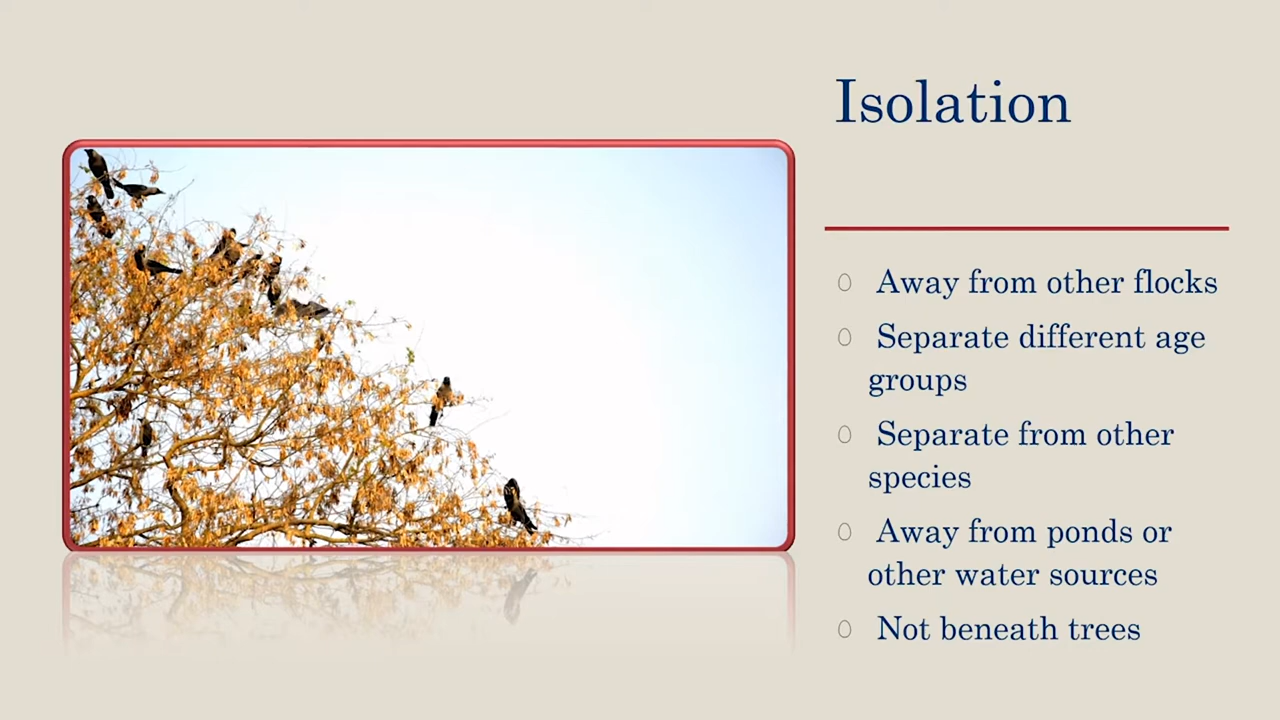 Isolation
Away from other flocks
Separate different age
groups
Separate from other
species
Away from ponds or
other water sources
Not beneath trees